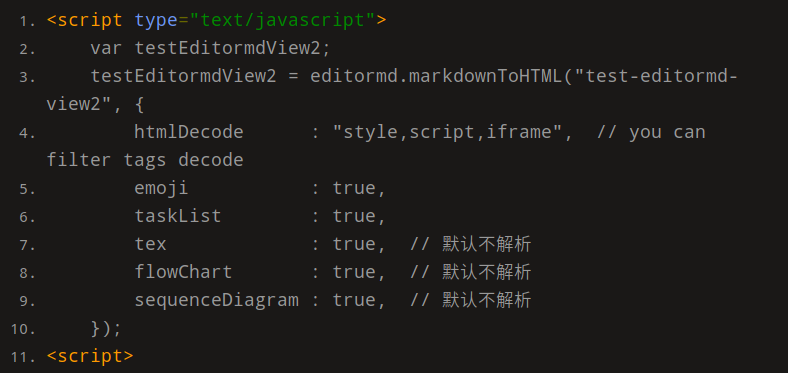 1. <script type="text/javascript">
2. var testEditormdView2;
3. testEditormdView2 = editormd.markdownToHTML("test-editormd-
view2", {
4. htmlDecode : "style,script,iframe", // you can
filter tags decode
5. emoji : true,
6. taskList : true,
7. tex : true, // 默认不解析
8. flowChart : true, // 默认不解析
9. sequenceDiagram : true, // 默认不解析
10. });
11. <script>